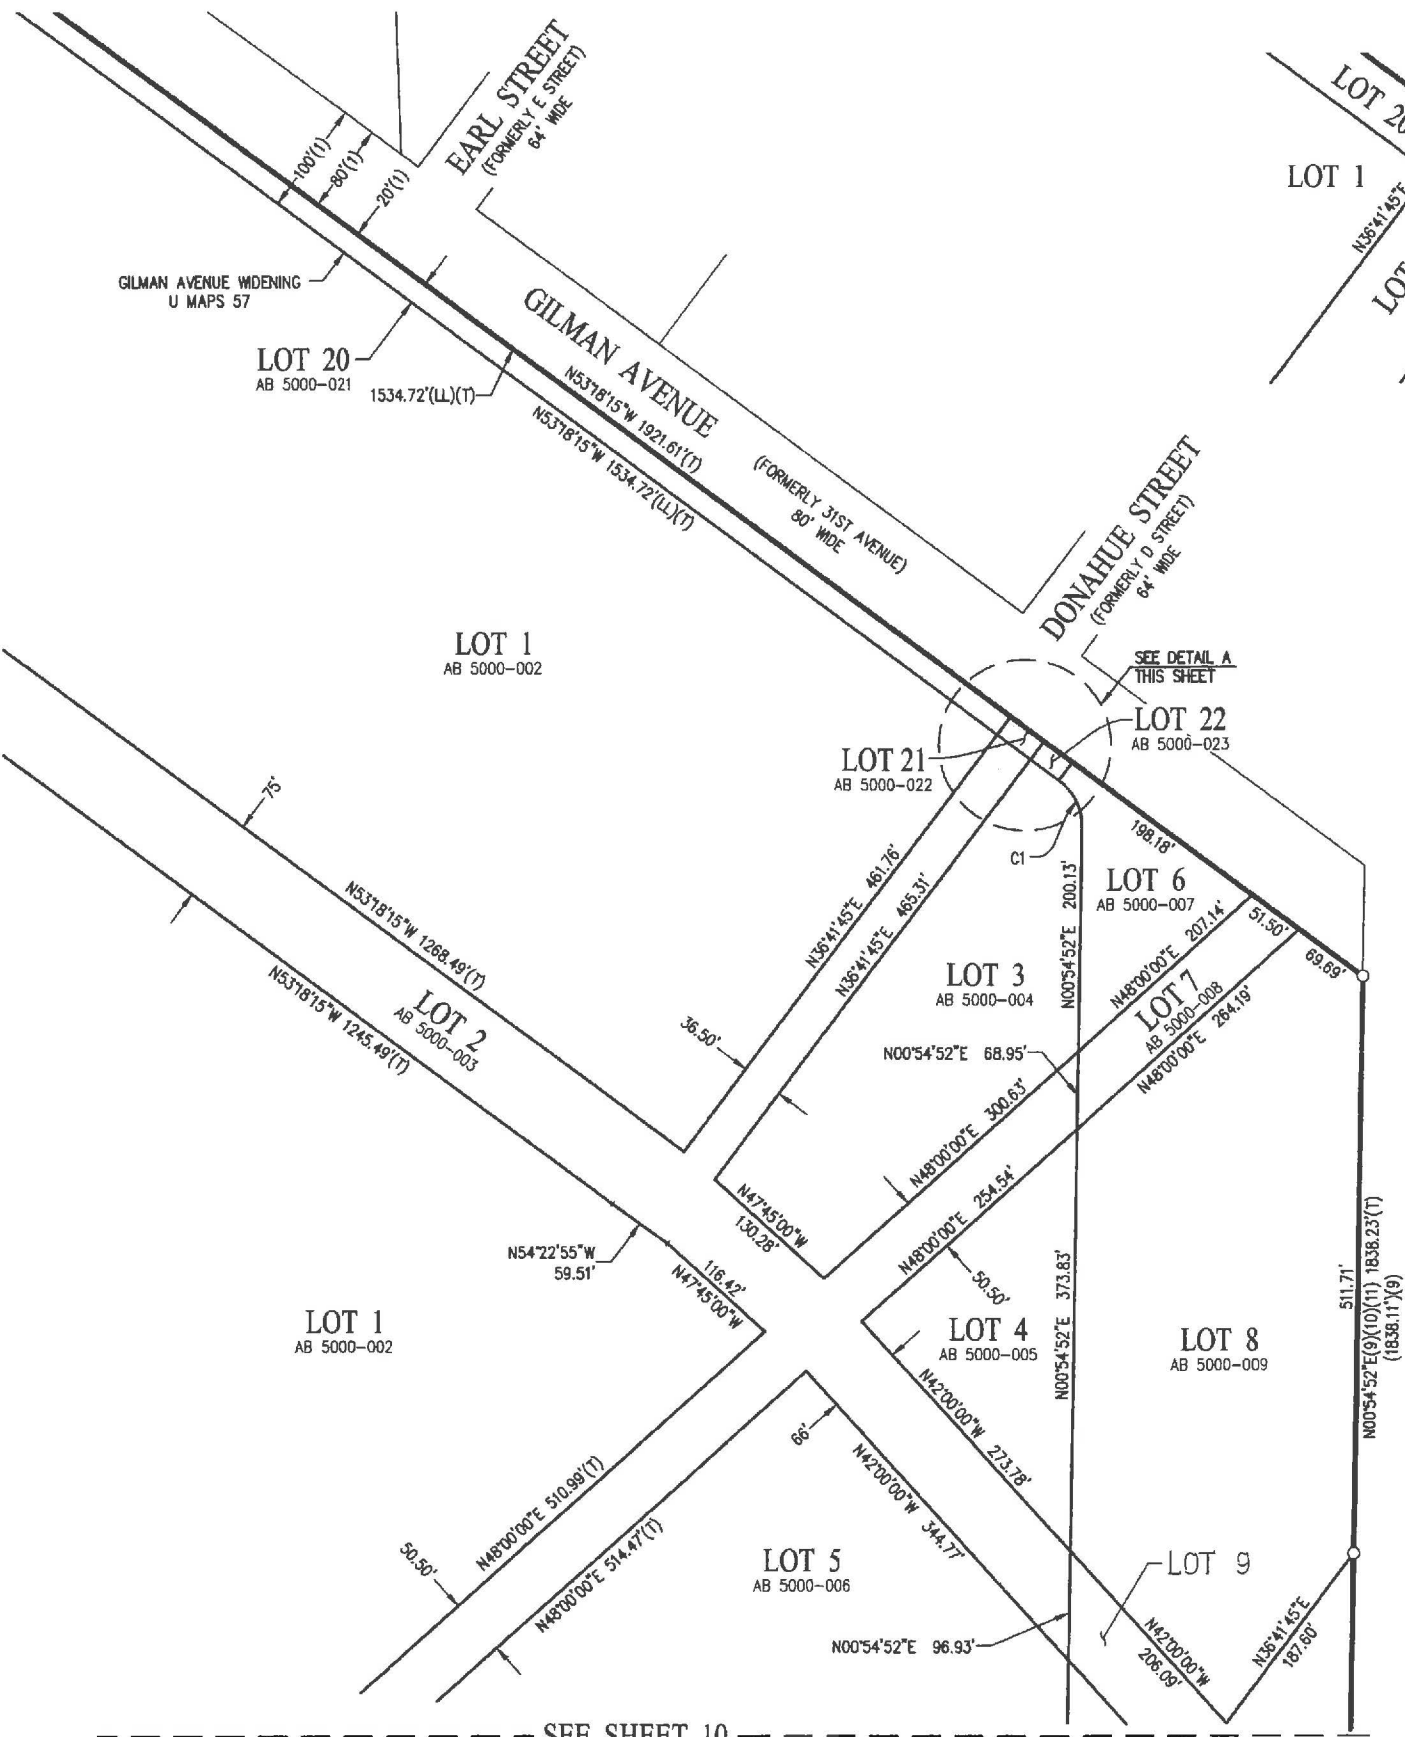 EARL STREET
(FORMERLY E STREET)
64' WIDE
100'(1)
80'(1)
20'(1)
LOT 20
LOT 1
N36°41'45"E
LOT
GILMAN AVENUE WIDENING
U MAPS 57
LOT 20
AB 5000-021
1534.72'(LL)(T)
GILMAN AVENUE
N53°18'15"W 1921.61'(T)
N53°18'15"W 1534.72'(LL)(T)
(FORMERLY 31ST AVENUE)
80' WIDE
DONAHUE STREET
(FORMERLY D STREET)
64' WIDE
SEE DETAIL A
THIS SHEET
LOT 1
AB 5000-002
LOT 22
AB 5000-023
LOT 21
AB 5000-022
75'
C1
198.18'
N36°41'45"E 461.76'
N36°41'45"E 465.31'
N00°54'52"E 200.13'
LOT 6
AB 5000-007
51.50'
69.69'
N48°00'00"E 207.14'
LOT 7
AB 5000-008
N48°00'00"E 264.19'
N53°18'15"W 1268.49'(T)
LOT 2
AB 5000-003
N53°18'15"W 1245.49'(T)
LOT 3
AB 5000-004
36.50'
N00°54'52"E 68.95'
N48°00'00"E 300.63'
N48°00'00"E 254.54'
N47°45'00"W
130.28'
N54°22'55"W
59.51'
116.42'
N47°45'00"W
50.50'
N00°54'52"E 373.83'
511.71'
N00°54'52"E(9)(10)(11) 1838.23'(T)
(1838.11')(9)
LOT 1
AB 5000-002
LOT 4
AB 5000-005
LOT 8
AB 5000-009
N42°00'00"W 273.78'
66'
N42°00'00"W 344.77'
N48°00'00"E 510.99'(T)
50.50'
N48°00'00"E 514.47'(T)
LOT 5
AB 5000-006
LOT 9
N00°54'52"E 96.93'
N42°00'00"W
206.09'
N36°41'45"E
187.60'
SEE SHEET 10